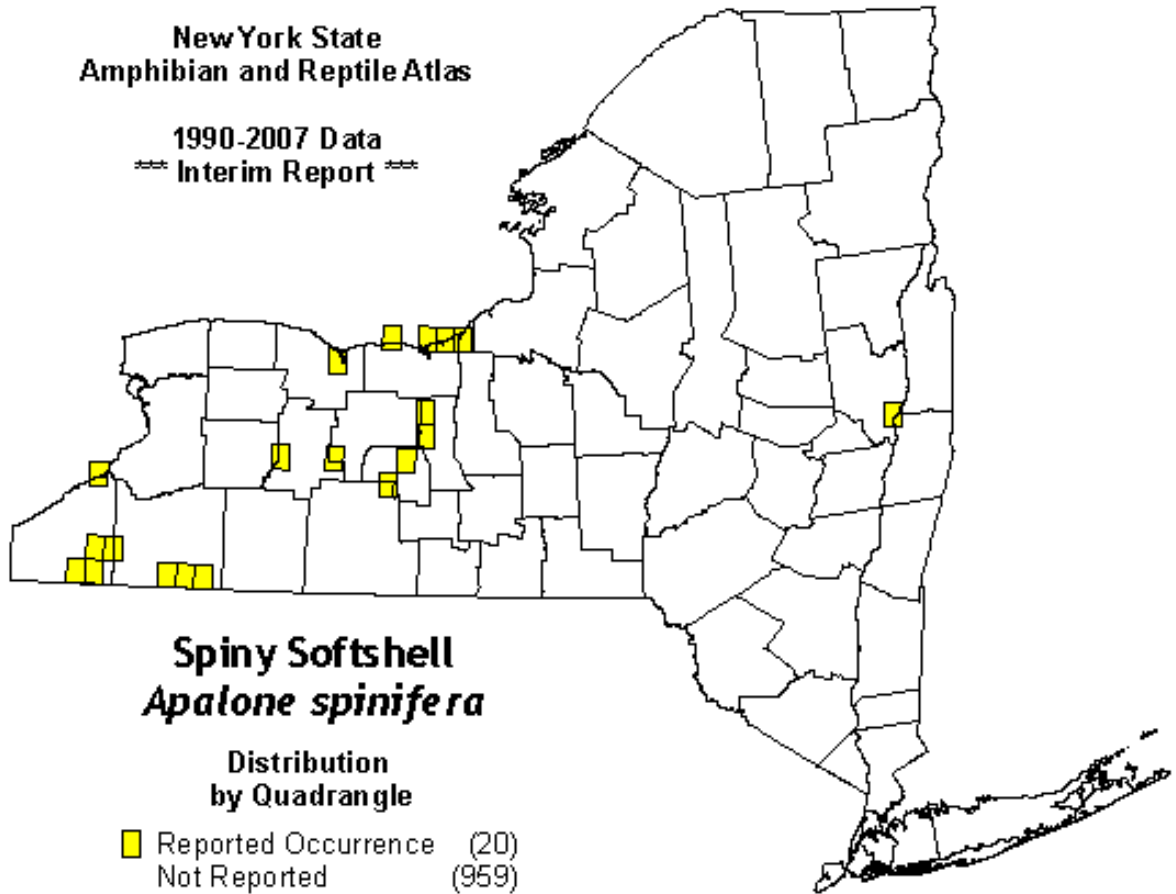 New York State
Amphibian and Reptile Atlas
1990-2007 Data
*** Interim Report ***
Spiny Softshell
Apalone spinifera
Distribution
by Quadrangle
Reported Occurrence (20)
Not Reported (959)